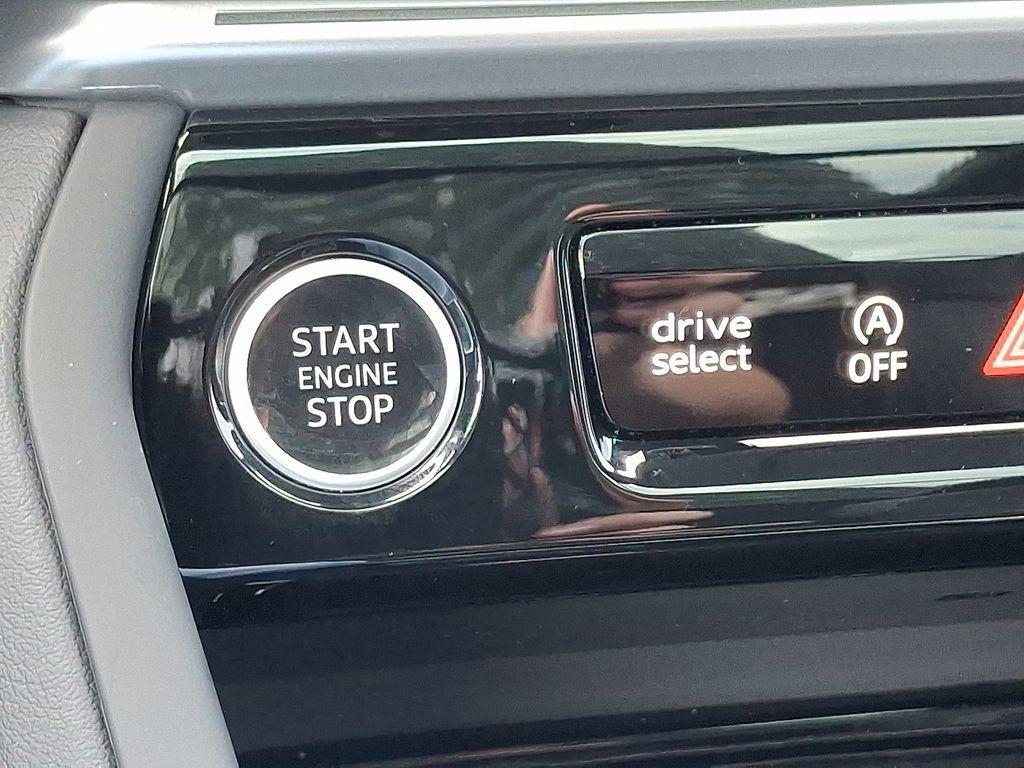 START
ENGINE
STOP
drive
select
A
OFF